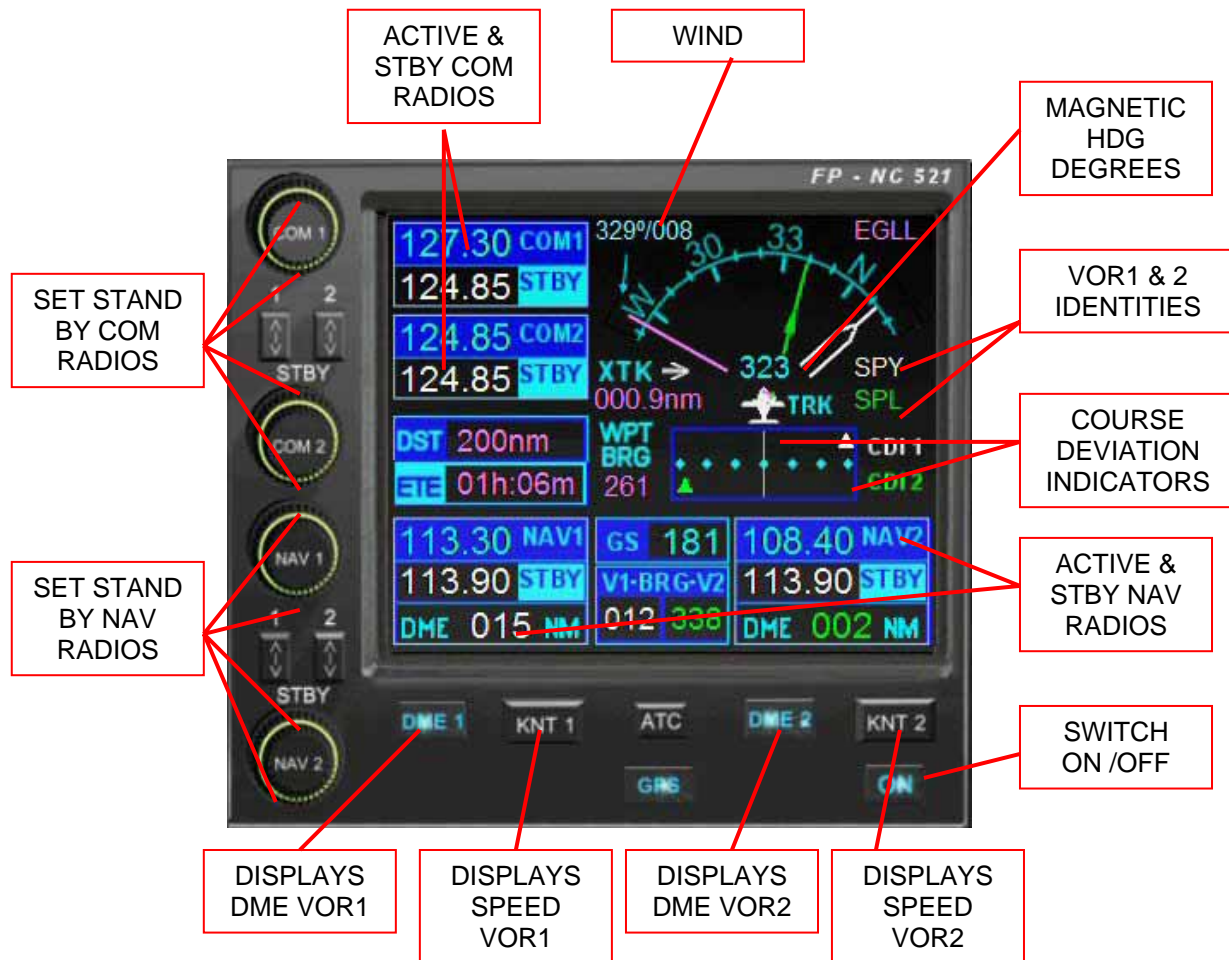 ACTIVE &
STBY COM
RADIOS
WIND
MAGNETIC
HDG
DEGREES
FP - NC 521
COM 1
127.30 COM1
124.85 STBY
329º/008
30
33
EGLL
W
N
VOR1 & 2
IDENTITIES
SET STAND
BY COM
RADIOS
1 2
STBY
124.85 COM2
124.85 STBY
XTK
000.9nm
323
TRK
SPY
SPL
COM 2
DST 200nm
ETE 01h:06m
WPT
BRG
261
CDI 1
CDI 2
COURSE
DEVIATION
INDICATORS
NAV 1
113.30 NAV1
113.90 STBY
DME 015 NM
GS 181
V1-BRG-V2
012 338
108.40 NAV2
113.90 STBY
DME 002 NM
ACTIVE &
STBY NAV
RADIOS
SET STAND
BY NAV
RADIOS
1 2
STBY
NAV 2
DME 1
KNT 1
ATC
DME 2
KNT 2
GPS
ON
SWITCH
ON /OFF
DISPLAYS
DME VOR1
DISPLAYS
SPEED
VOR1
DISPLAYS
DME VOR2
DISPLAYS
SPEED
VOR2